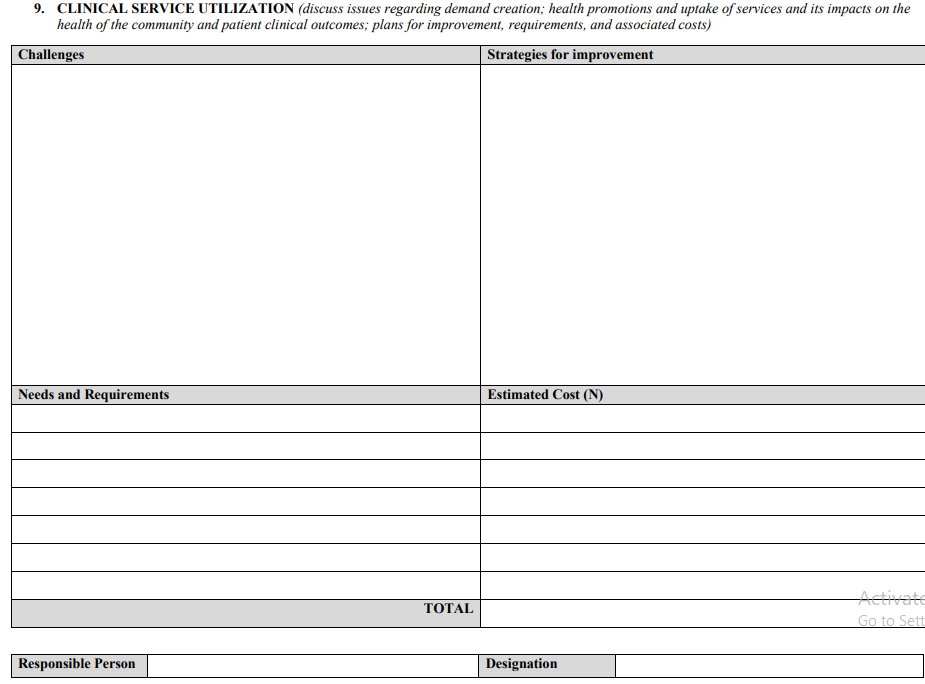 9. CLINICAL SERVICE UTILIZATION (discuss issues regarding demand creation; health promotions and uptake of services and its impacts on the
health of the community and patient clinical outcomes; plans for improvement, requirements, and associated costs)
Challenges Strategies for improvement
Needs and Requirements Estimated Cost (N)
TOTAL
Activate
Go to Sett
Responsible Person Designation